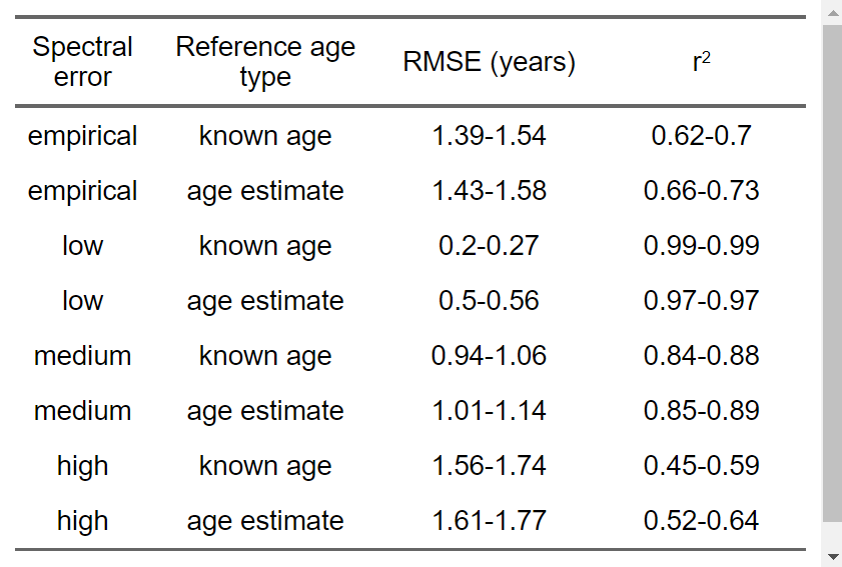 Spectral error Reference age type RMSE (years) r²
empirical known age 1.39-1.54 0.62-0.7
empirical age estimate 1.43-1.58 0.66-0.73
low known age 0.2-0.27 0.99-0.99
low age estimate 0.5-0.56 0.97-0.97
medium known age 0.94-1.06 0.84-0.88
medium age estimate 1.01-1.14 0.85-0.89
high known age 1.56-1.74 0.45-0.59
high age estimate 1.61-1.77 0.52-0.64